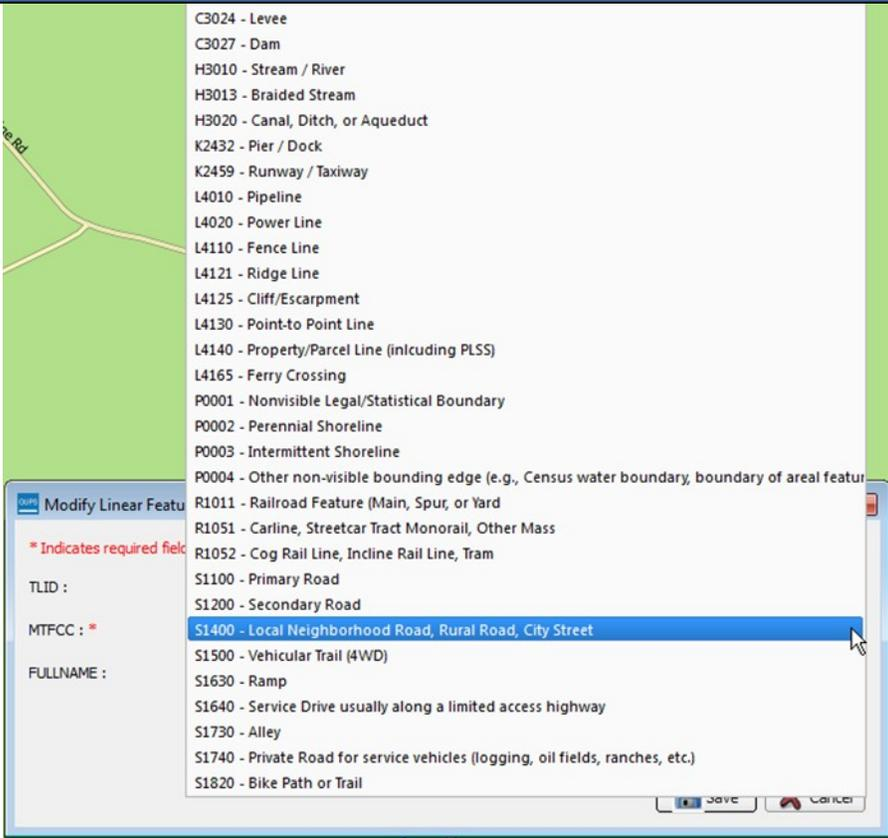 C3024 - Levee
C3027 - Dam
H3010 - Stream / River
H3013 - Braided Stream
H3020 - Canal, Ditch, or Aqueduct
K2432 - Pier / Dock
K2459 - Runway / Taxiway
L4010 - Pipeline
L4020 - Power Line
L4110 - Fence Line
L4121 - Ridge Line
L4125 - Cliff/Escarpment
L4130 - Point-to Point Line
L4140 - Property/Parcel Line (inlcuding PLSS)
L4165 - Ferry Crossing
P0001 - Nonvisible Legal/Statistical Boundary
P0002 - Perennial Shoreline
P0003 - Intermittent Shoreline
P0004 - Other non-visible bounding edge (e.g., Census water boundary, boundary of areal featur
R1011 - Railroad Feature (Main, Spur, or Yard
R1051 - Carline, Streetcar Tract Monorail, Other Mass
R1052 - Cog Rail Line, Incline Rail Line, Tram
S1100 - Primary Road
S1200 - Secondary Road
S1400 - Local Neighborhood Road, Rural Road, City Street
S1500 - Vehicular Trail (4WD)
S1630 - Ramp
S1640 - Service Drive usually along a limited access highway
S1730 - Alley
S1740 - Private Road for service vehicles (logging, oil fields, ranches, etc.)
S1820 - Bike Path or Trail
Rd
GUPS Modify Linear Featu
* Indicates required field
TLID :
MTFCC : *
FULLNAME :
Save
Cancel